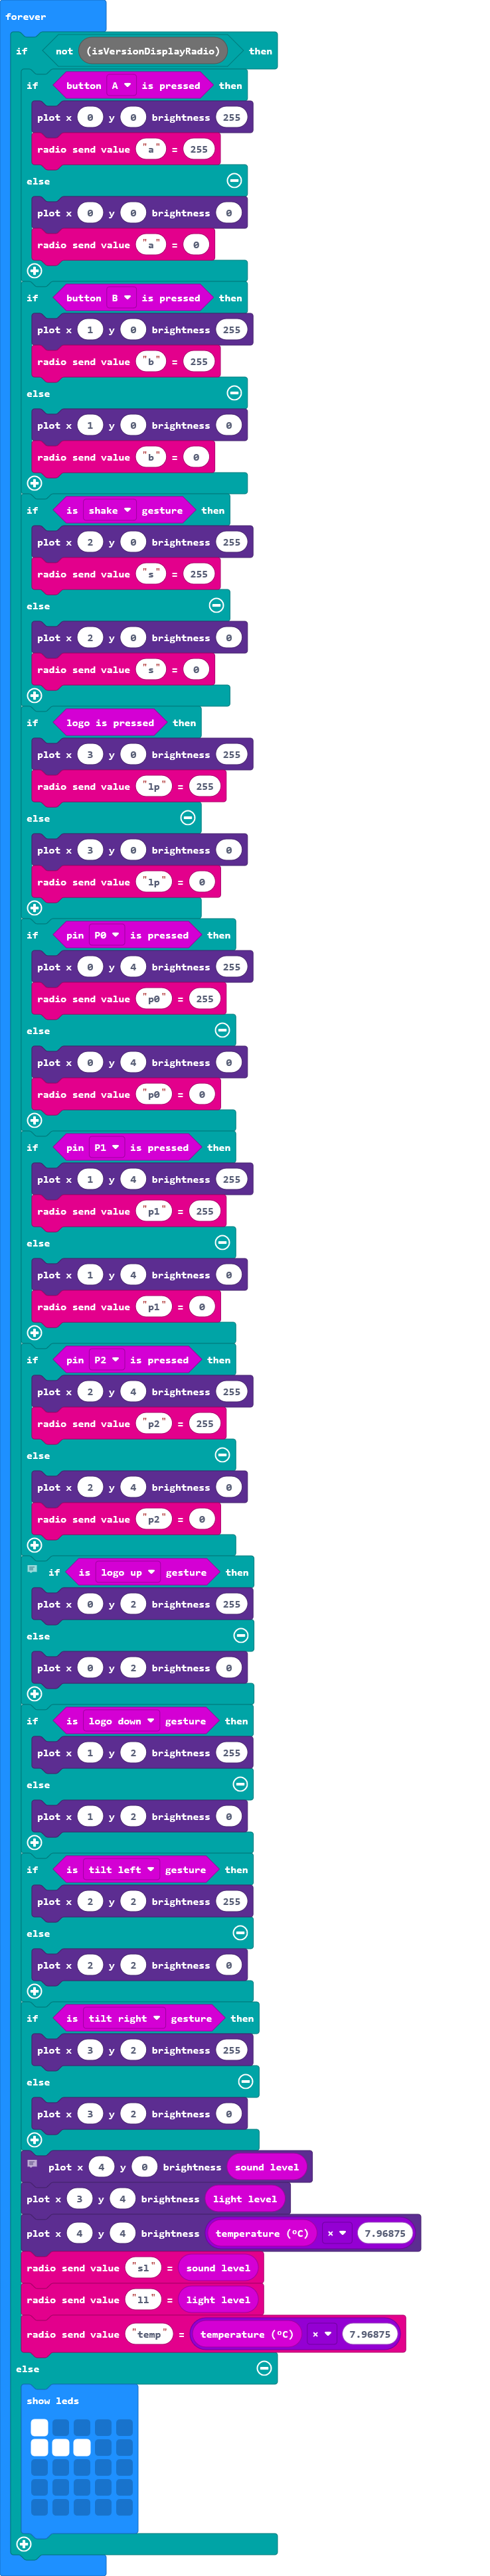 forever
if not (isVersionDisplayRadio) then
if button A is pressed then
plot x 0 y 0 brightness 255
radio send value "a" = 255
else
plot x 0 y 0 brightness 0
radio send value "a" = 0
if button B is pressed then
plot x 1 y 0 brightness 255
radio send value "b" = 255
else
plot x 1 y 0 brightness 0
radio send value "b" = 0
if is shake gesture then
plot x 2 y 0 brightness 255
radio send value "s" = 255
else
plot x 2 y 0 brightness 0
radio send value "s" = 0
if logo is pressed then
plot x 3 y 0 brightness 255
radio send value "lp" = 255
else
plot x 3 y 0 brightness 0
radio send value "lp" = 0
if pin P0 is pressed then
plot x 0 y 4 brightness 255
radio send value "p0" = 255
else
plot x 0 y 4 brightness 0
radio send value "p0" = 0
if pin P1 is pressed then
plot x 1 y 4 brightness 255
radio send value "p1" = 255
else
plot x 1 y 4 brightness 0
radio send value "p1" = 0
if pin P2 is pressed then
plot x 2 y 4 brightness 255
radio send value "p2" = 255
else
plot x 2 y 4 brightness 0
radio send value "p2" = 0
if is logo up gesture then
plot x 0 y 2 brightness 255
else
plot x 0 y 2 brightness 0
if is logo down gesture then
plot x 1 y 2 brightness 255
else
plot x 1 y 2 brightness 0
if is tilt left gesture then
plot x 2 y 2 brightness 255
else
plot x 2 y 2 brightness 0
if is tilt right gesture then
plot x 3 y 2 brightness 255
else
plot x 3 y 2 brightness 0
plot x 4 y 0 brightness sound level
plot x 3 y 4 brightness light level
plot x 4 y 4 brightness temperature (ºC) × 7.96875
radio send value "sl" = sound level
radio send value "ll" = light level
radio send value "temp" = temperature (ºC) × 7.96875
else
show leds